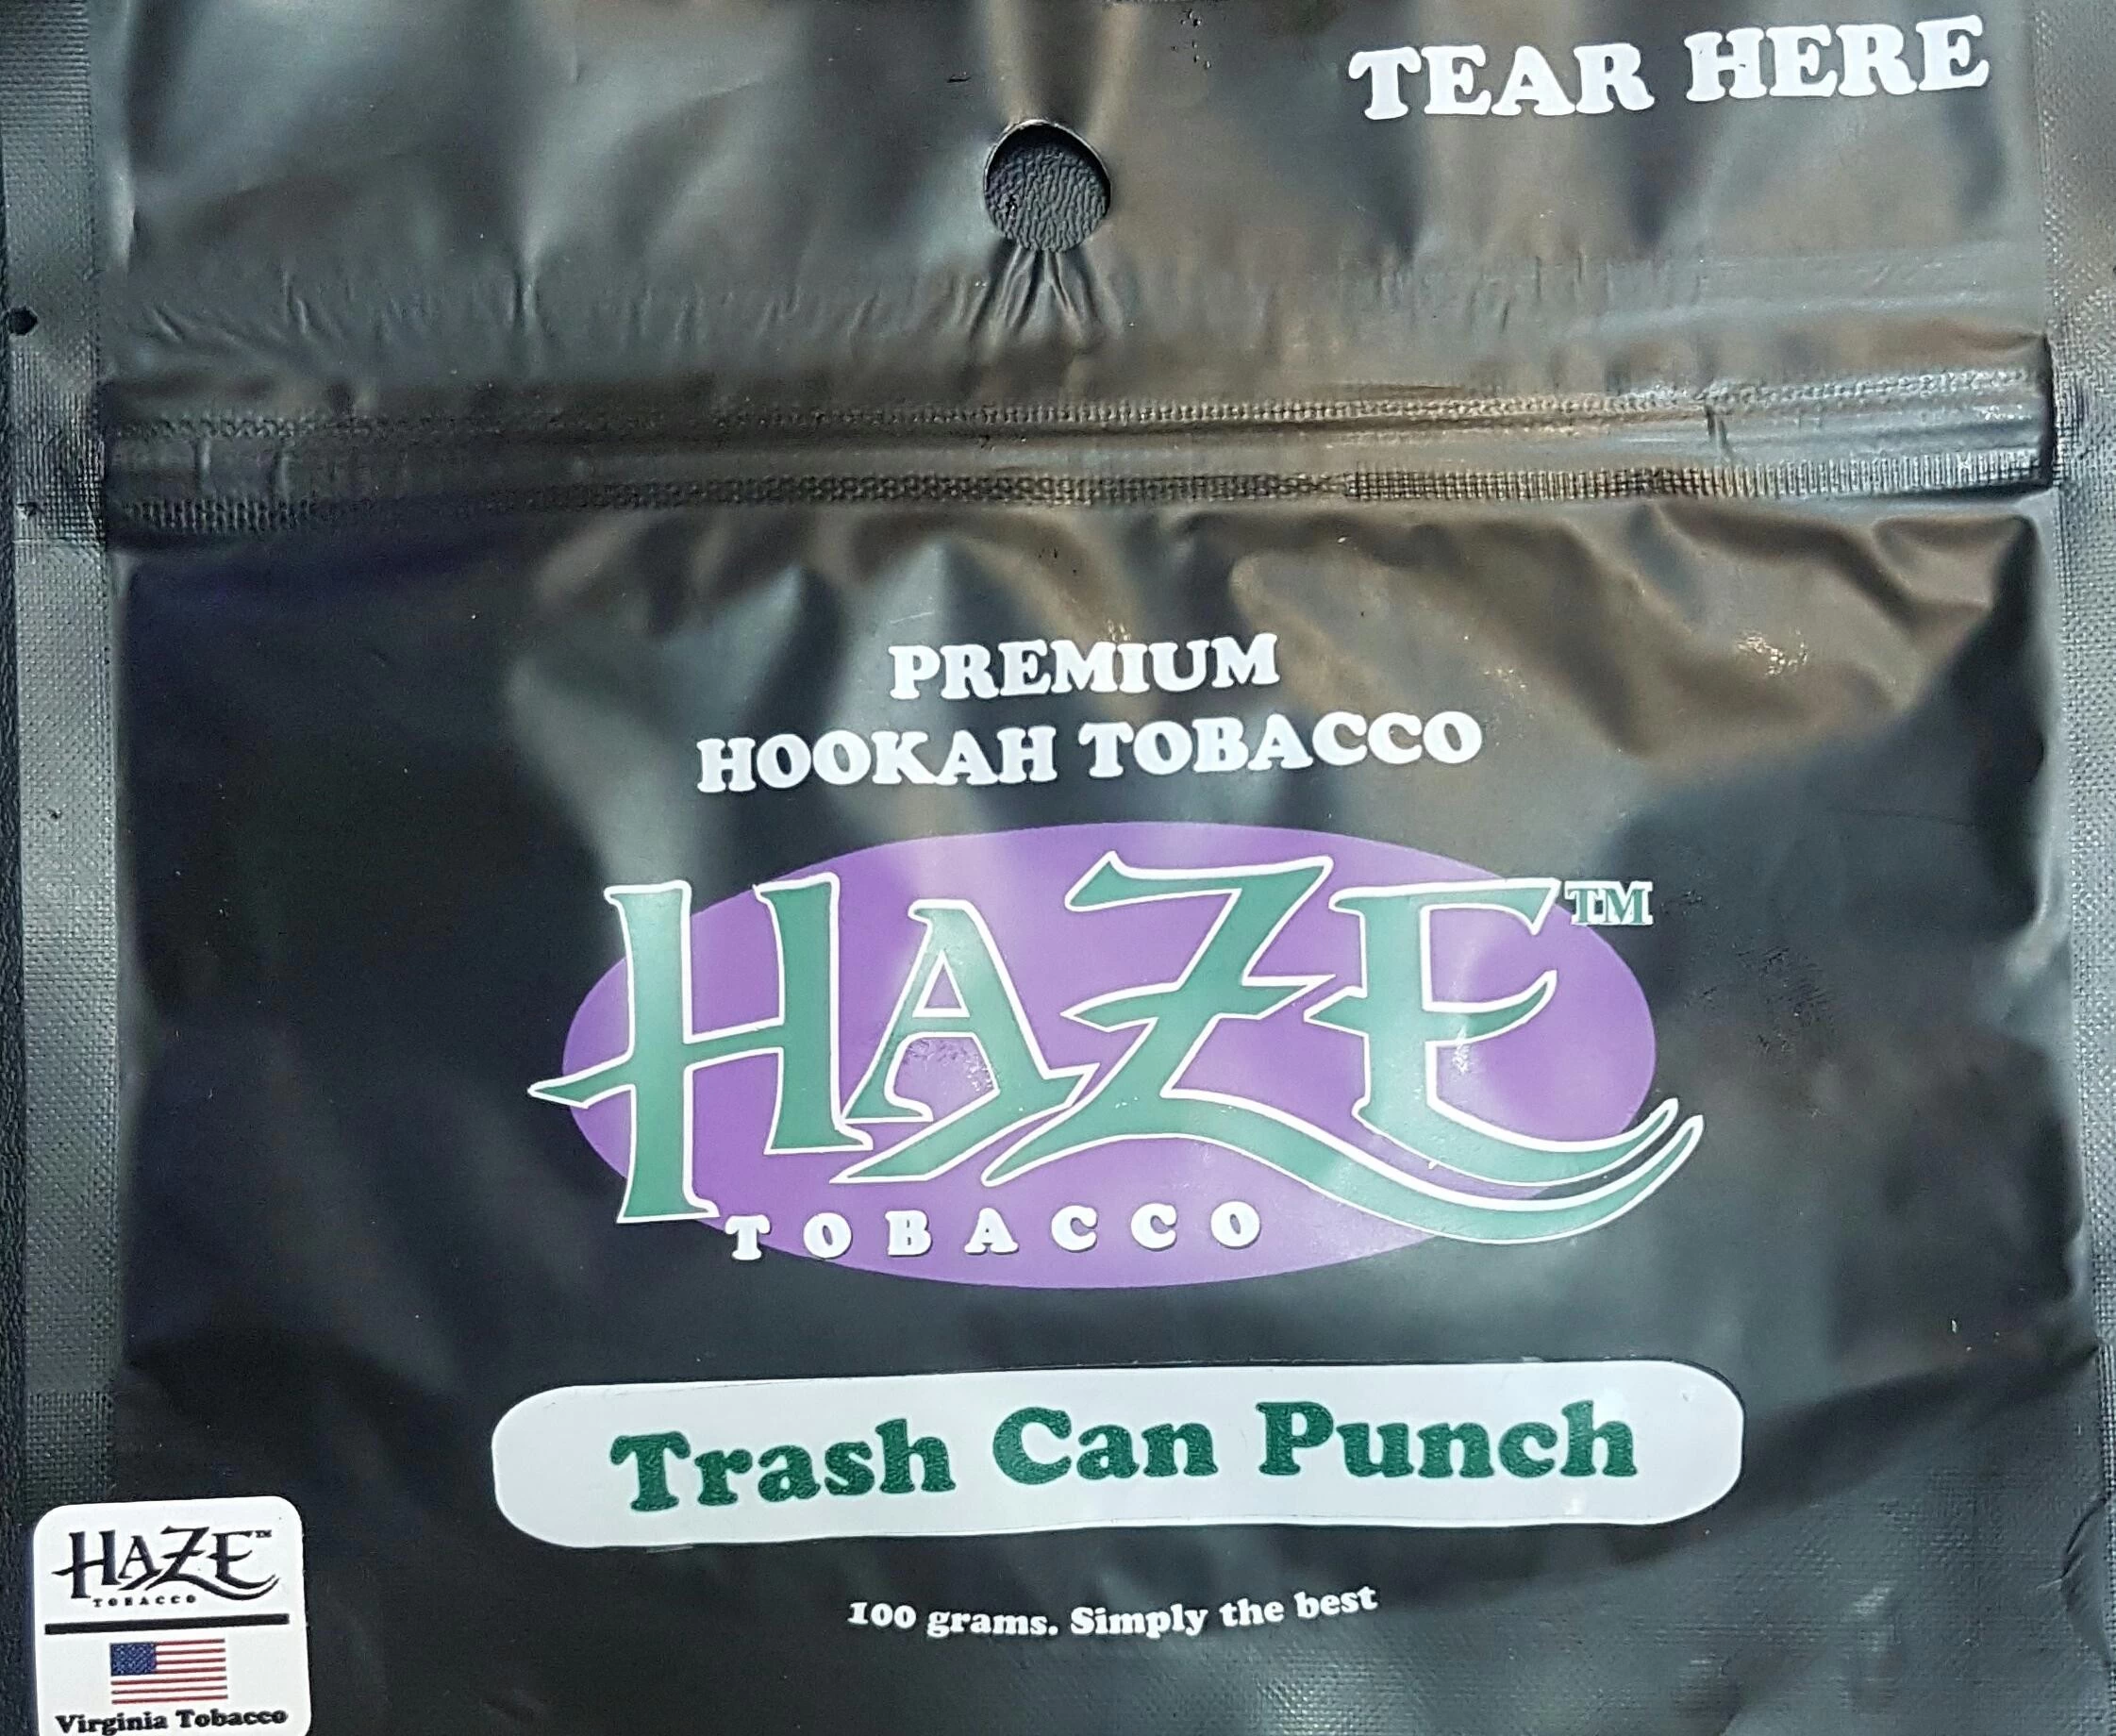 TEAR HERE
PREMIUM
HOOKAH TOBACCO
HAZE™
TOBACCO
Trash Can Punch
100 grams. Simply the best
HAZE™
TOBACCO
Virginia Tobacco